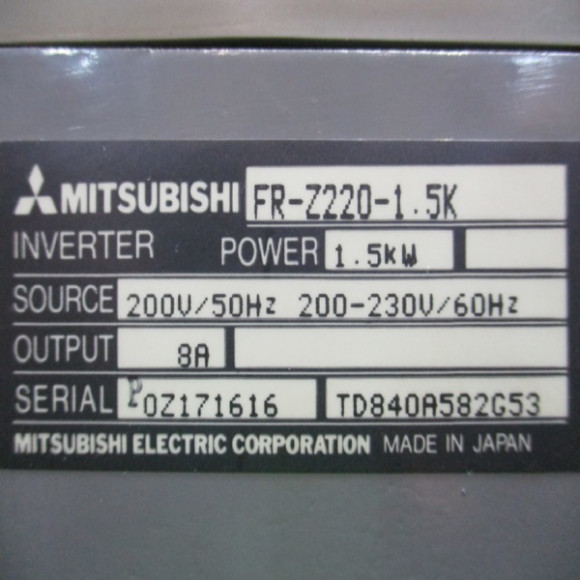 MITSUBISHI FR-Z220-1.5K
INVERTER POWER 1.5kW
SOURCE 200V/50Hz 200-230V/60Hz
OUTPUT 8A
SERIAL POZ171616 TD840A582G53
MITSUBISHI ELECTRIC CORPORATION MADE IN JAPAN